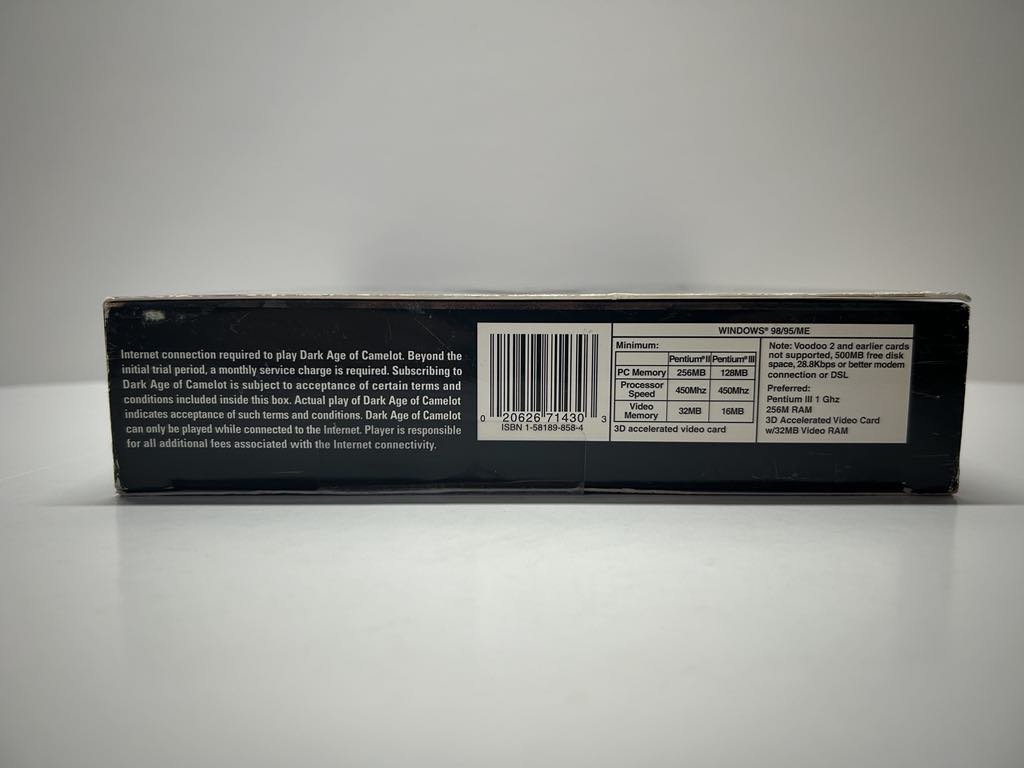 Internet connection required to play Dark Age of Camelot. Beyond the
initial trial period, a monthly service charge is required. Subscribing to
Dark Age of Camelot is subject to acceptance of certain terms and
conditions included inside this box. Actual play of Dark Age of Camelot
indicates acceptance of such terms and conditions. Dark Age of Camelot
can only be played while connected to the Internet. Player is responsible
for all additional fees associated with the Internet connectivity.
0 20626 71430 3
ISBN 1-58189-858-4
WINDOWS® 98/95/ME
Minimum:
Pentium® II Pentium® III
PC Memory 256MB 128MB
Processor
Speed 450Mhz 450Mhz
Video
Memory 32MB 16MB
3D accelerated video card
Note: Voodoo 2 and earlier cards
not supported, 500MB free disk
space, 28.8Kbps or better modem
connection or DSL
Preferred:
Pentium III 1 Ghz
256M RAM
3D Accelerated Video Card
w/32MB Video RAM